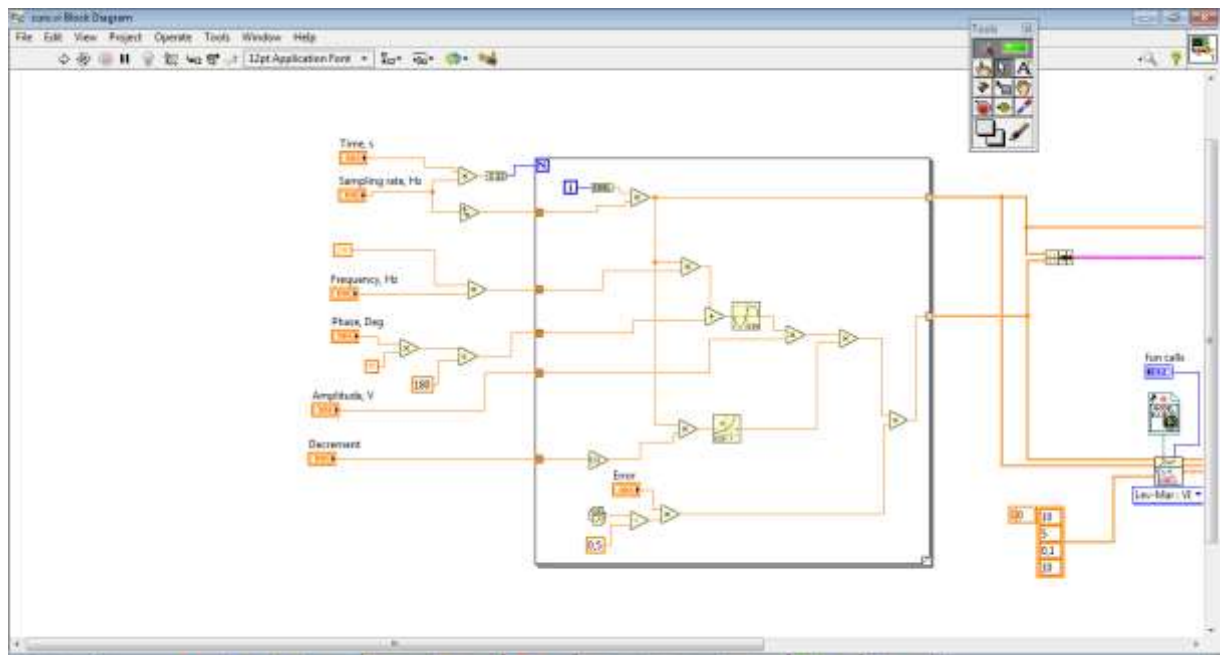 Block Diagram
File Edit View Project Operate Tools Window Help
12pt Application Font
Tools
Time, s
Sampling rate, Hz
Frequency, Hz
Phase, Deg
180
Amplitude, V
Decrement
Error
0,5
fun calls
Lev-Mar: VI
10
5
0,1
10
N
i